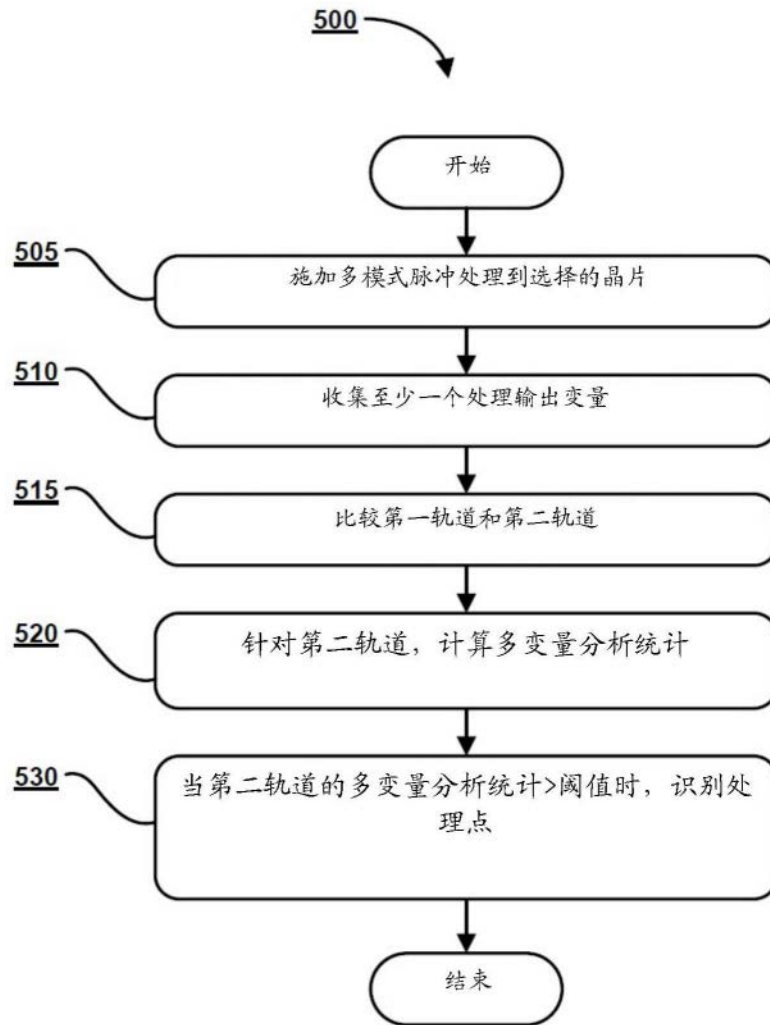 500
开始
505
施加多模式脉冲处理到选择的晶片
510
收集至少一个处理输出变量
515
比较第一轨道和第二轨道
520
针对第二轨道，计算多变量分析统计
530
当第二轨道的多变量分析统计>阈值时，识别处
理点
结束